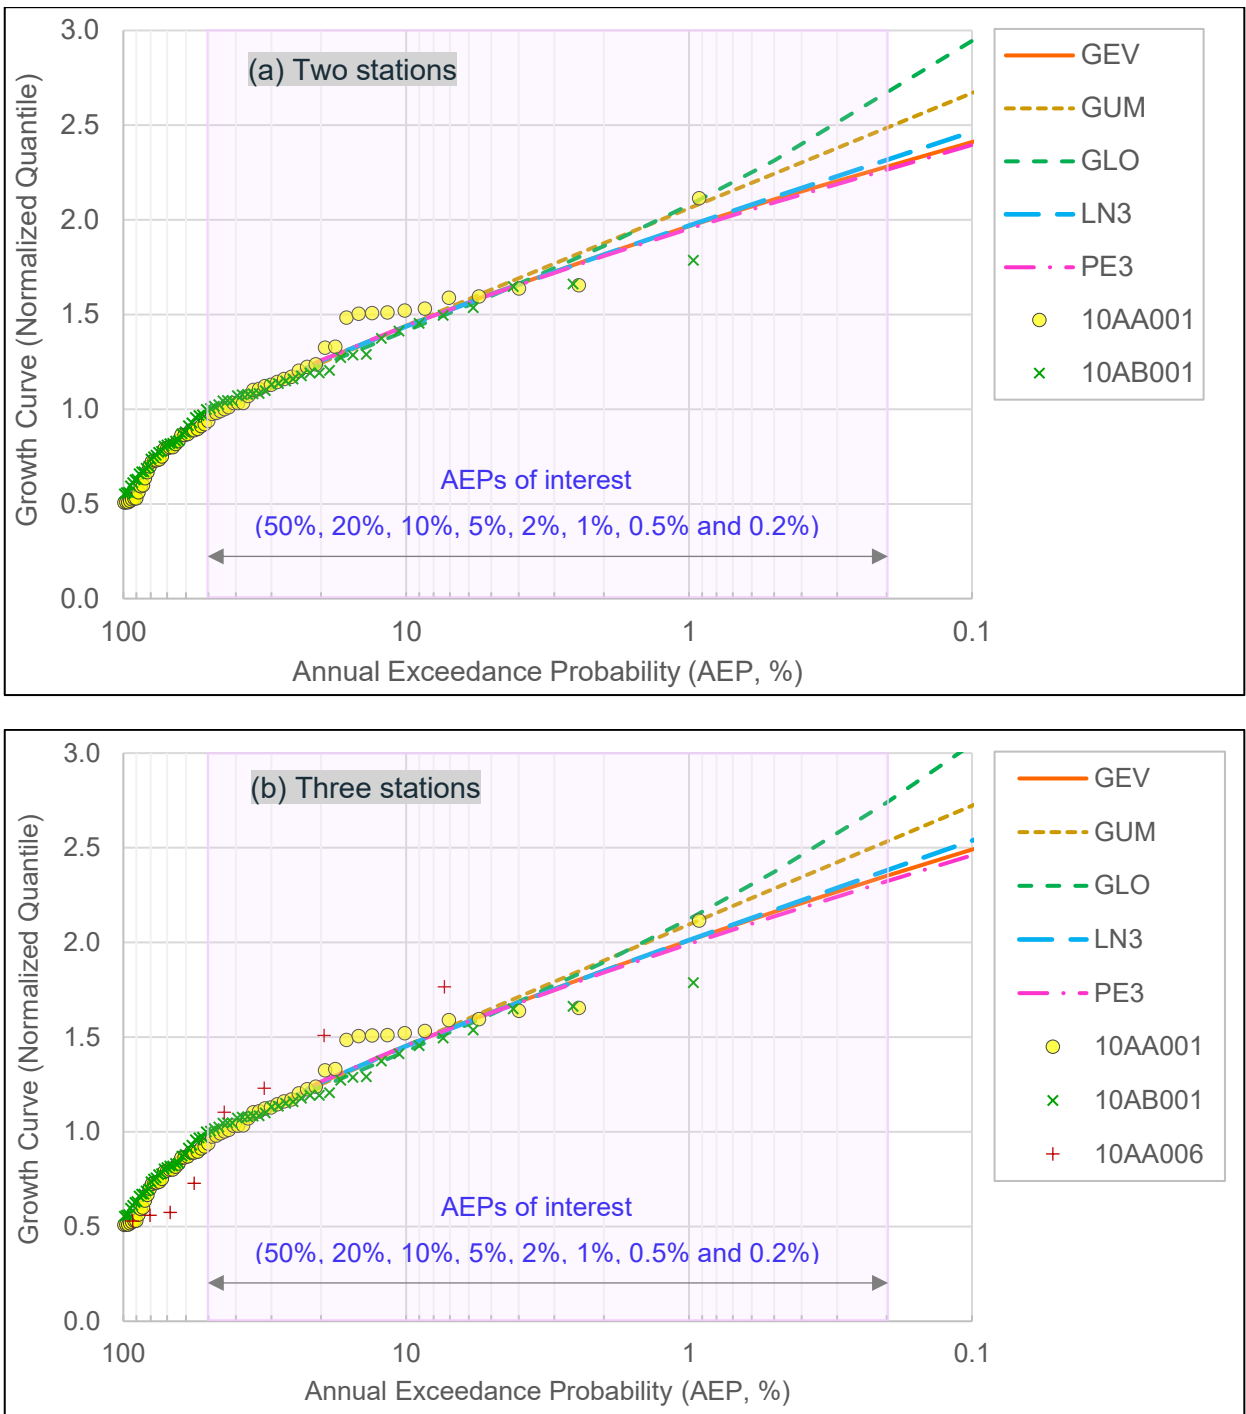 (a) Two stations
Growth Curve (Normalized Quantile)
3.0
2.5
2.0
1.5
1.0
0.5
0.0
AEPs of interest
(50%, 20%, 10%, 5%, 2%, 1%, 0.5% and 0.2%)
100
10
1
0.1
Annual Exceedance Probability (AEP, %)
GEV
GUM
GLO
LN3
PE3
10AA001
10AB001
(b) Three stations
Growth Curve (Normalized Quantile)
3.0
2.5
2.0
1.5
1.0
0.5
0.0
AEPs of interest
(50%, 20%, 10%, 5%, 2%, 1%, 0.5% and 0.2%)
100
10
1
0.1
Annual Exceedance Probability (AEP, %)
GEV
GUM
GLO
LN3
PE3
10AA001
10AB001
10AA006